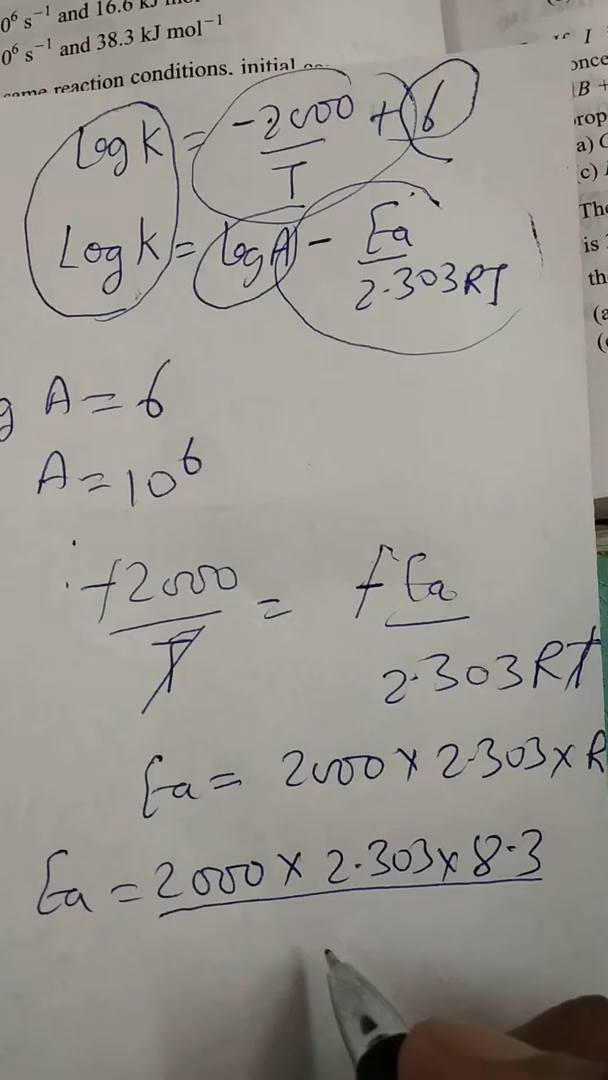 0⁶ s⁻¹ and 16.6 kJ
0⁶ s⁻¹ and 38.3 kJ mol⁻¹
same reaction conditions. initial
Log K = -2000/T + 6
Log K = log A - Ea/2.303RT
g A = 6
A = 10⁶
+2000/T = +Ea/2.303RT
Ea = 2000 × 2.303 × R
Ea = 2000 × 2.303 × 8.3
I
once
B +
rop
a)
(c)
The
is
th
(a